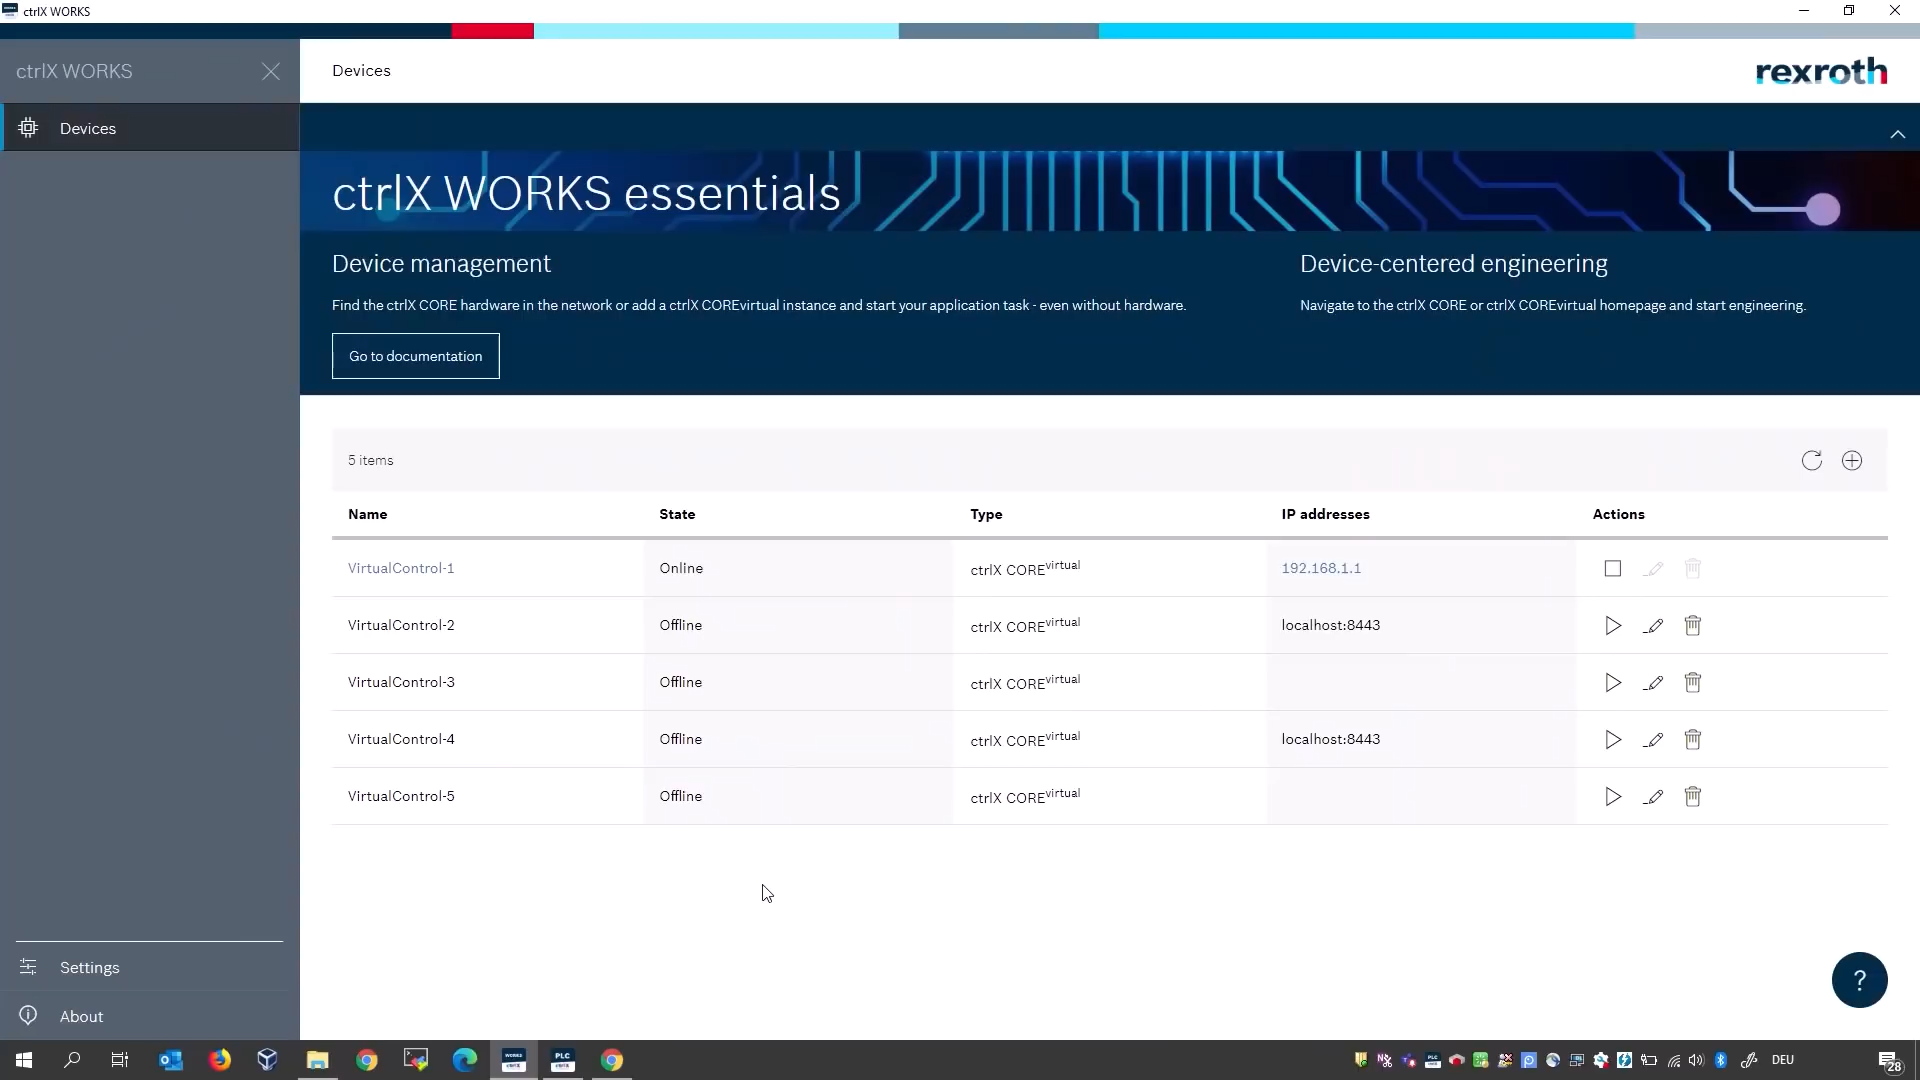 ctrlX WORKS
ctrlX WORKS
Devices
rexroth
Devices
ctrlX WORKS essentials
Device management
Device-centered engineering
Find the ctrlX CORE hardware in the network or add a ctrlX COREvirtual instance and start your application task - even without hardware.
Navigate to the ctrlX CORE or ctrlX COREvirtual homepage and start engineering.
Go to documentation
5 items
Name State Type IP addresses Actions
VirtualControl-1 Online ctrlX COREvirtual 192.168.1.1
VirtualControl-2 Offline ctrlX COREvirtual localhost:8443
VirtualControl-3 Offline ctrlX COREvirtual
VirtualControl-4 Offline ctrlX COREvirtual localhost:8443
VirtualControl-5 Offline ctrlX COREvirtual
Settings
About
?
WORKS
PLC
PLC
DEU
28